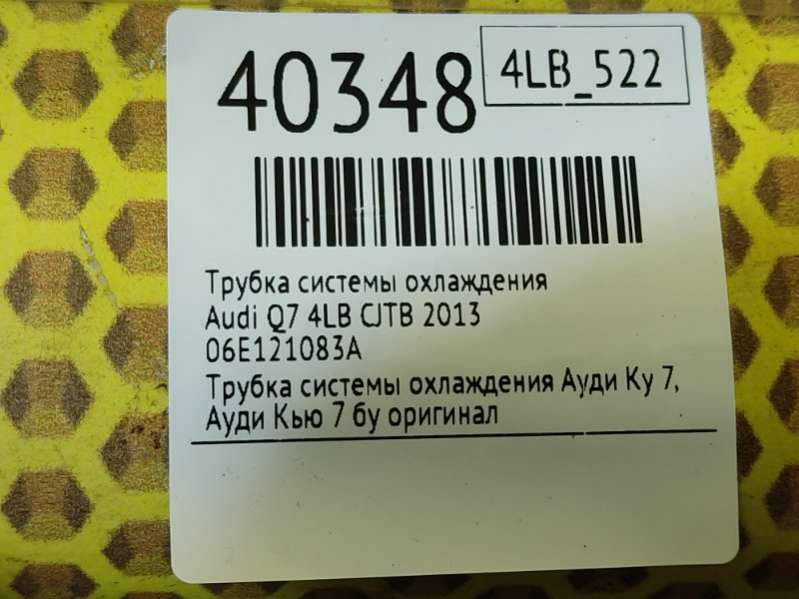 40348
4LB_522
Трубка системы охлаждения
Audi Q7 4LB CJTB 2013
06E121083A
Трубка системы охлаждения Ауди Ку 7,
Ауди Кью 7 бу оригинал